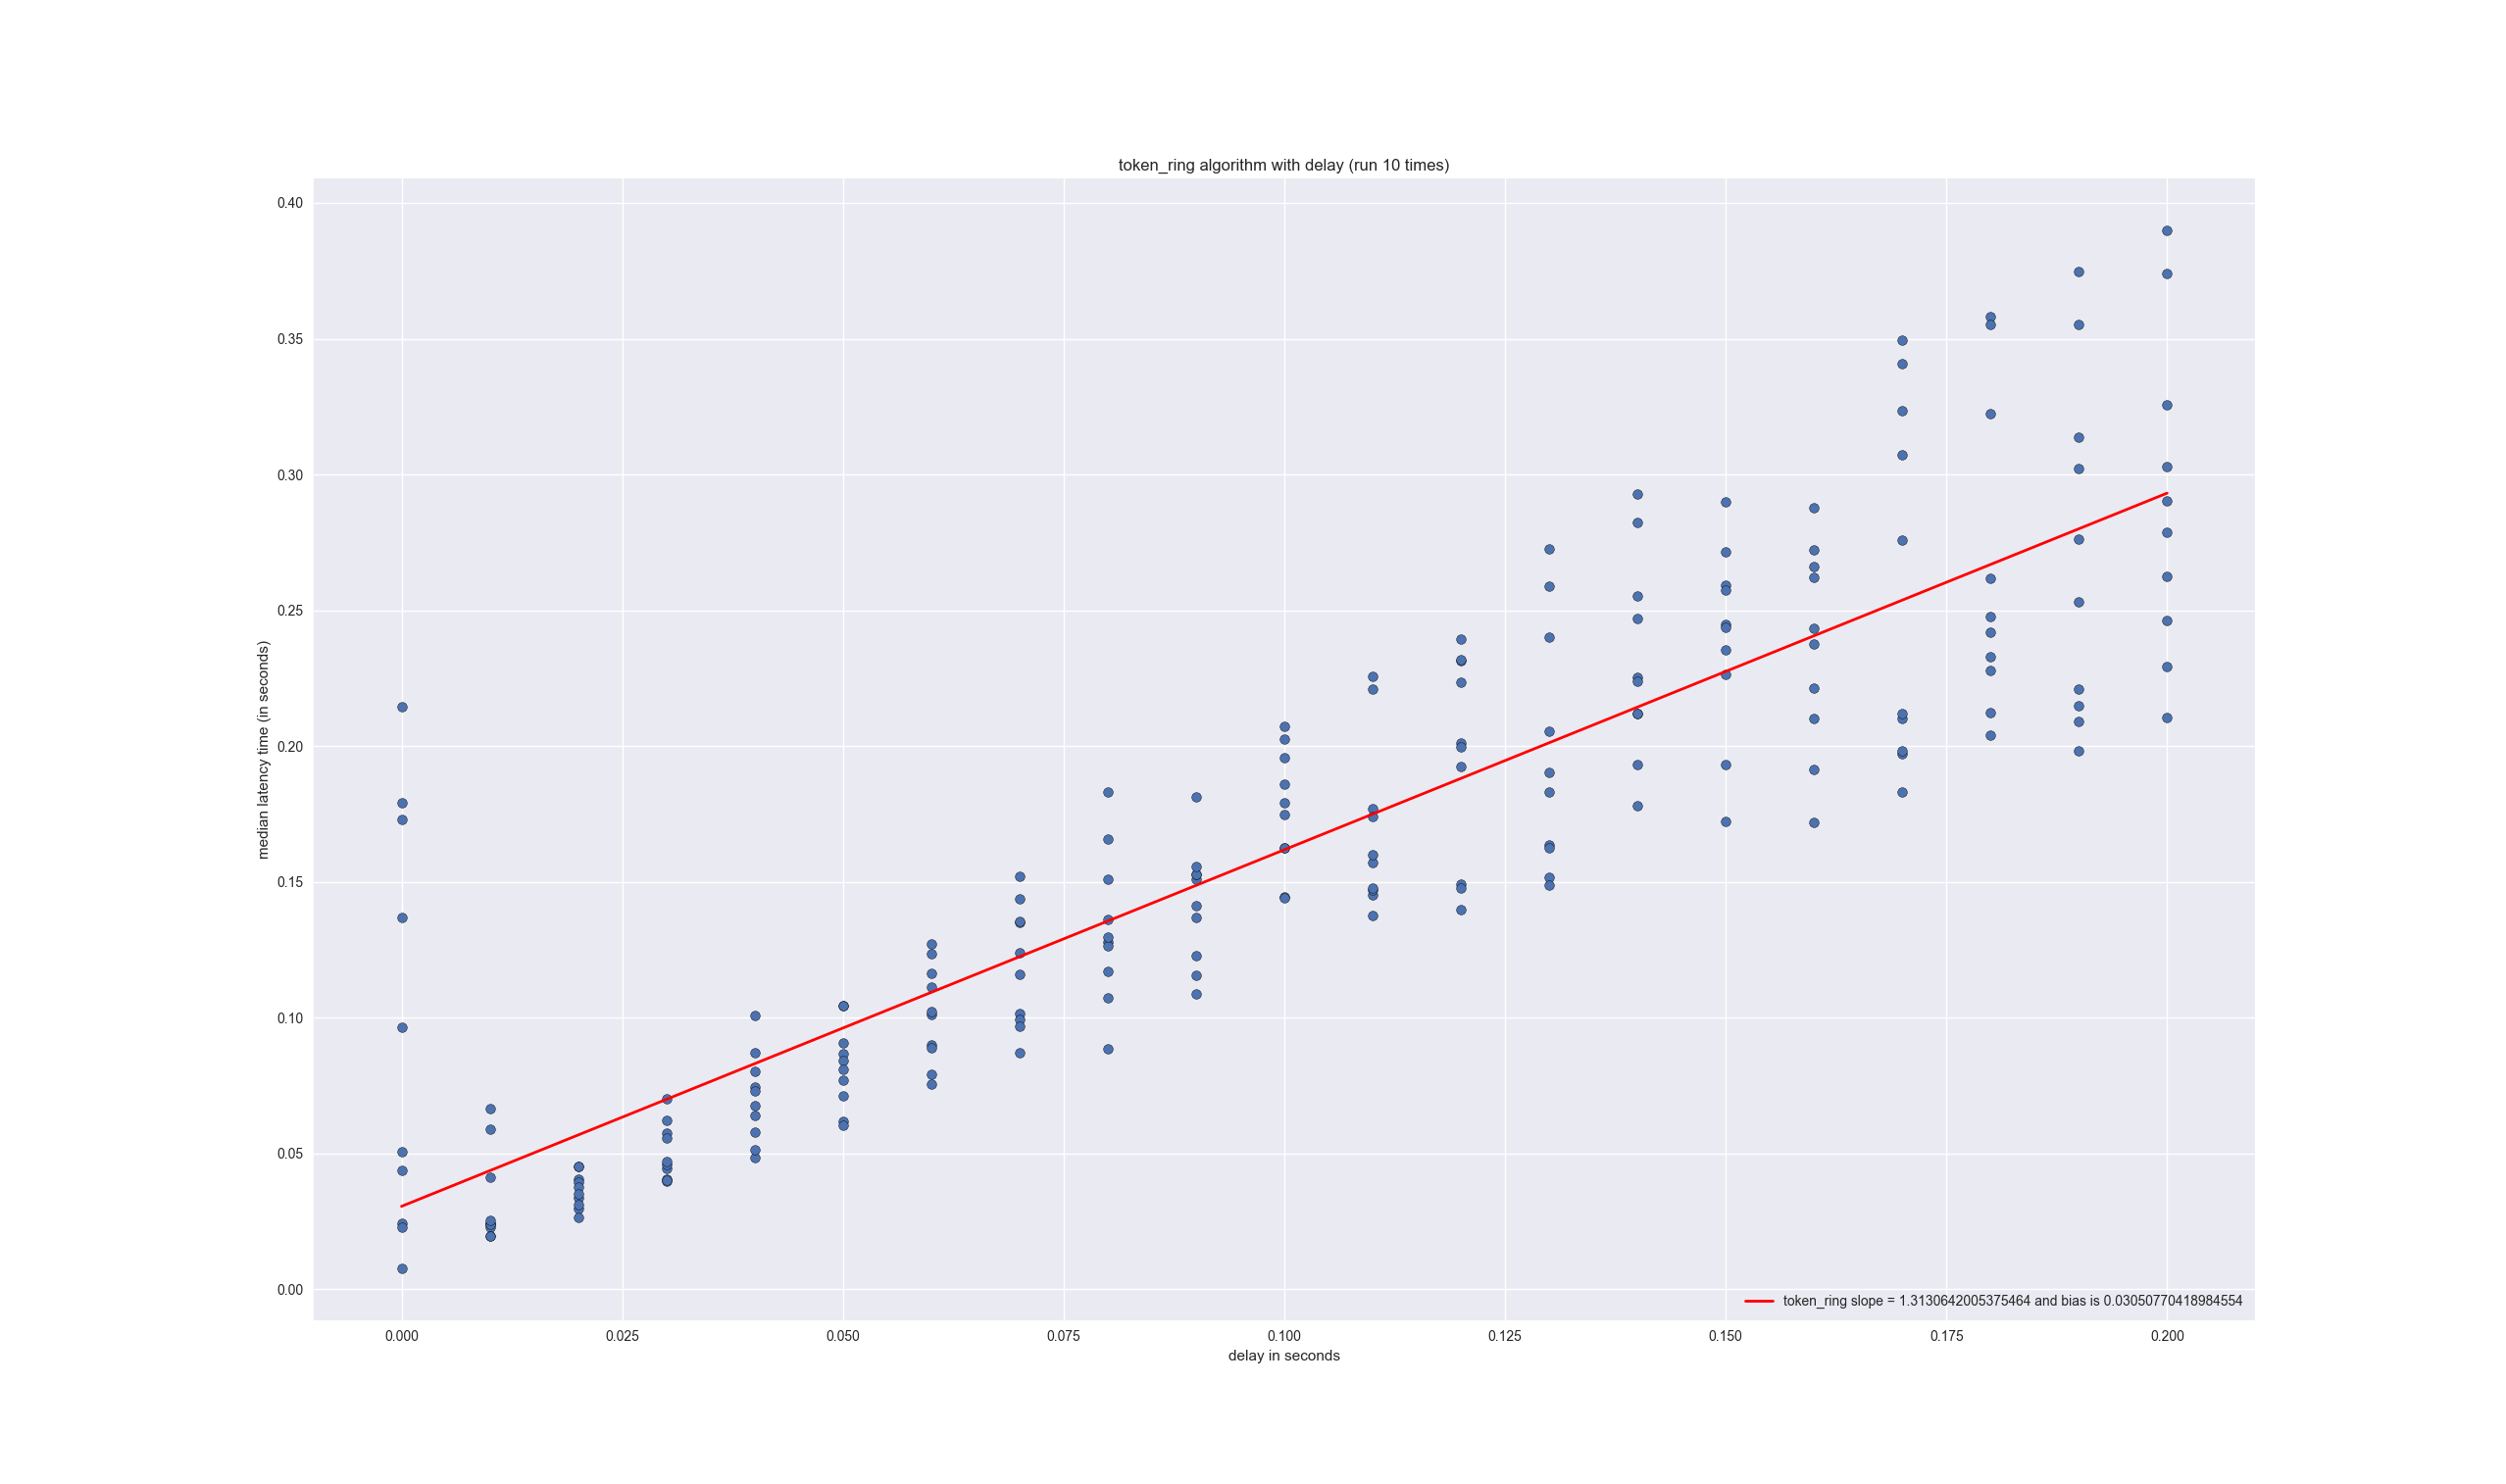 token_ring algorithm with delay (run 10 times)
0.40
0.35
0.30
0.25
0.20
0.15
0.10
0.05
0.00
median latency time (in seconds)
token_ring slope = 1.3130642005375464 and bias is 0.03050770418984554
0.000 0.025 0.050 0.075 0.100 0.125 0.150 0.175 0.200
delay in seconds